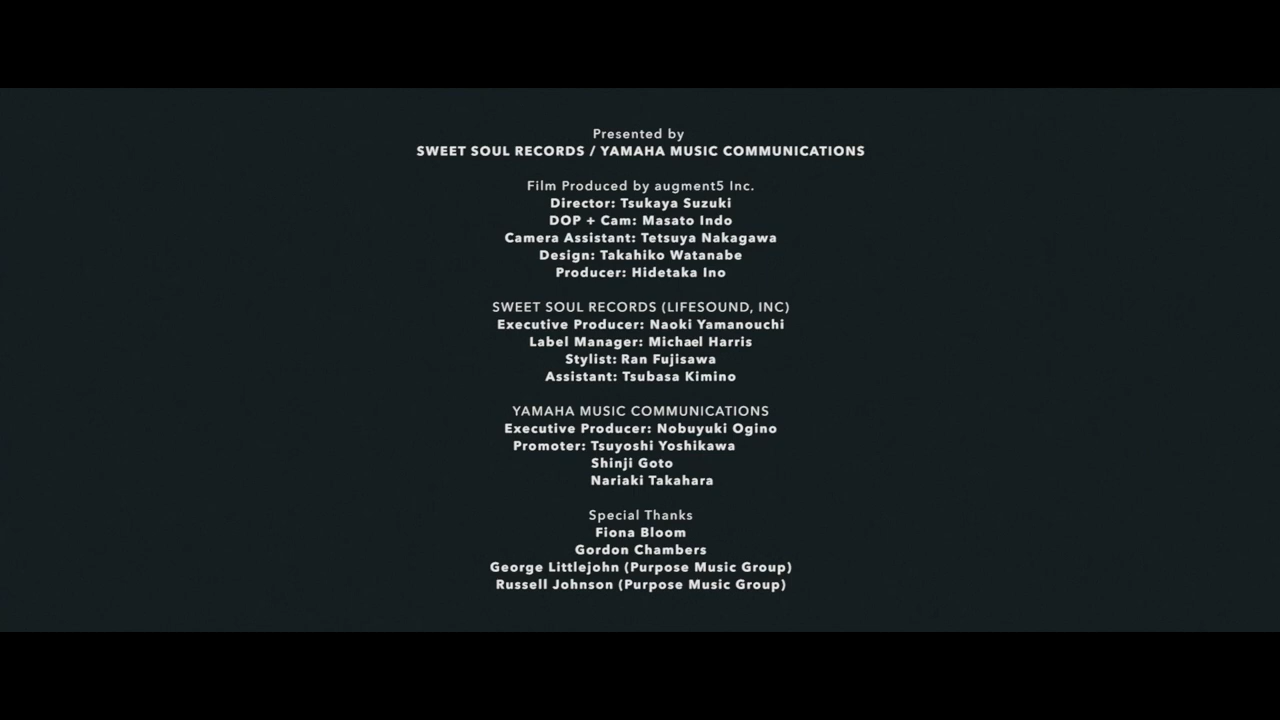 Presented by
SWEET SOUL RECORDS / YAMAHA MUSIC COMMUNICATIONS
Film Produced by augment5 Inc.
Director: Tsukaya Suzuki
DOP + Cam: Masato Indo
Camera Assistant: Tetsuya Nakagawa
Design: Takahiko Watanabe
Producer: Hidetaka Ino
SWEET SOUL RECORDS (LIFESOUND, INC)
Executive Producer: Naoki Yamanouchi
Label Manager: Michael Harris
Stylist: Ran Fujisawa
Assistant: Tsubasa Kimino
YAMAHA MUSIC COMMUNICATIONS
Executive Producer: Nobuyuki Ogino
Promoter: Tsuyoshi Yoshikawa
Shinji Goto
Nariaki Takahara
Special Thanks
Fiona Bloom
Gordon Chambers
George Littlejohn (Purpose Music Group)
Russell Johnson (Purpose Music Group)